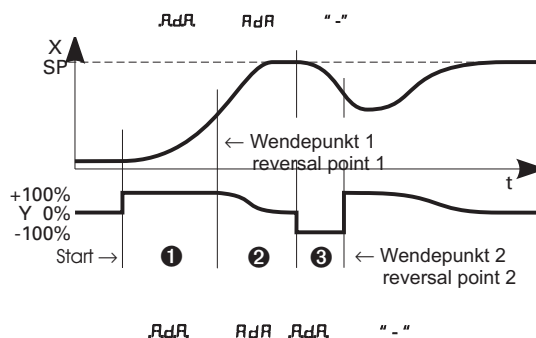 AdA AdA "-"
X
SP
← Wendepunkt 1
reversal point 1
t
+100%
Y 0%
-100%
Start → ❶ ❷ ❸ ← Wendepunkt 2
reversal point 2
AdA AdA AdA "-"